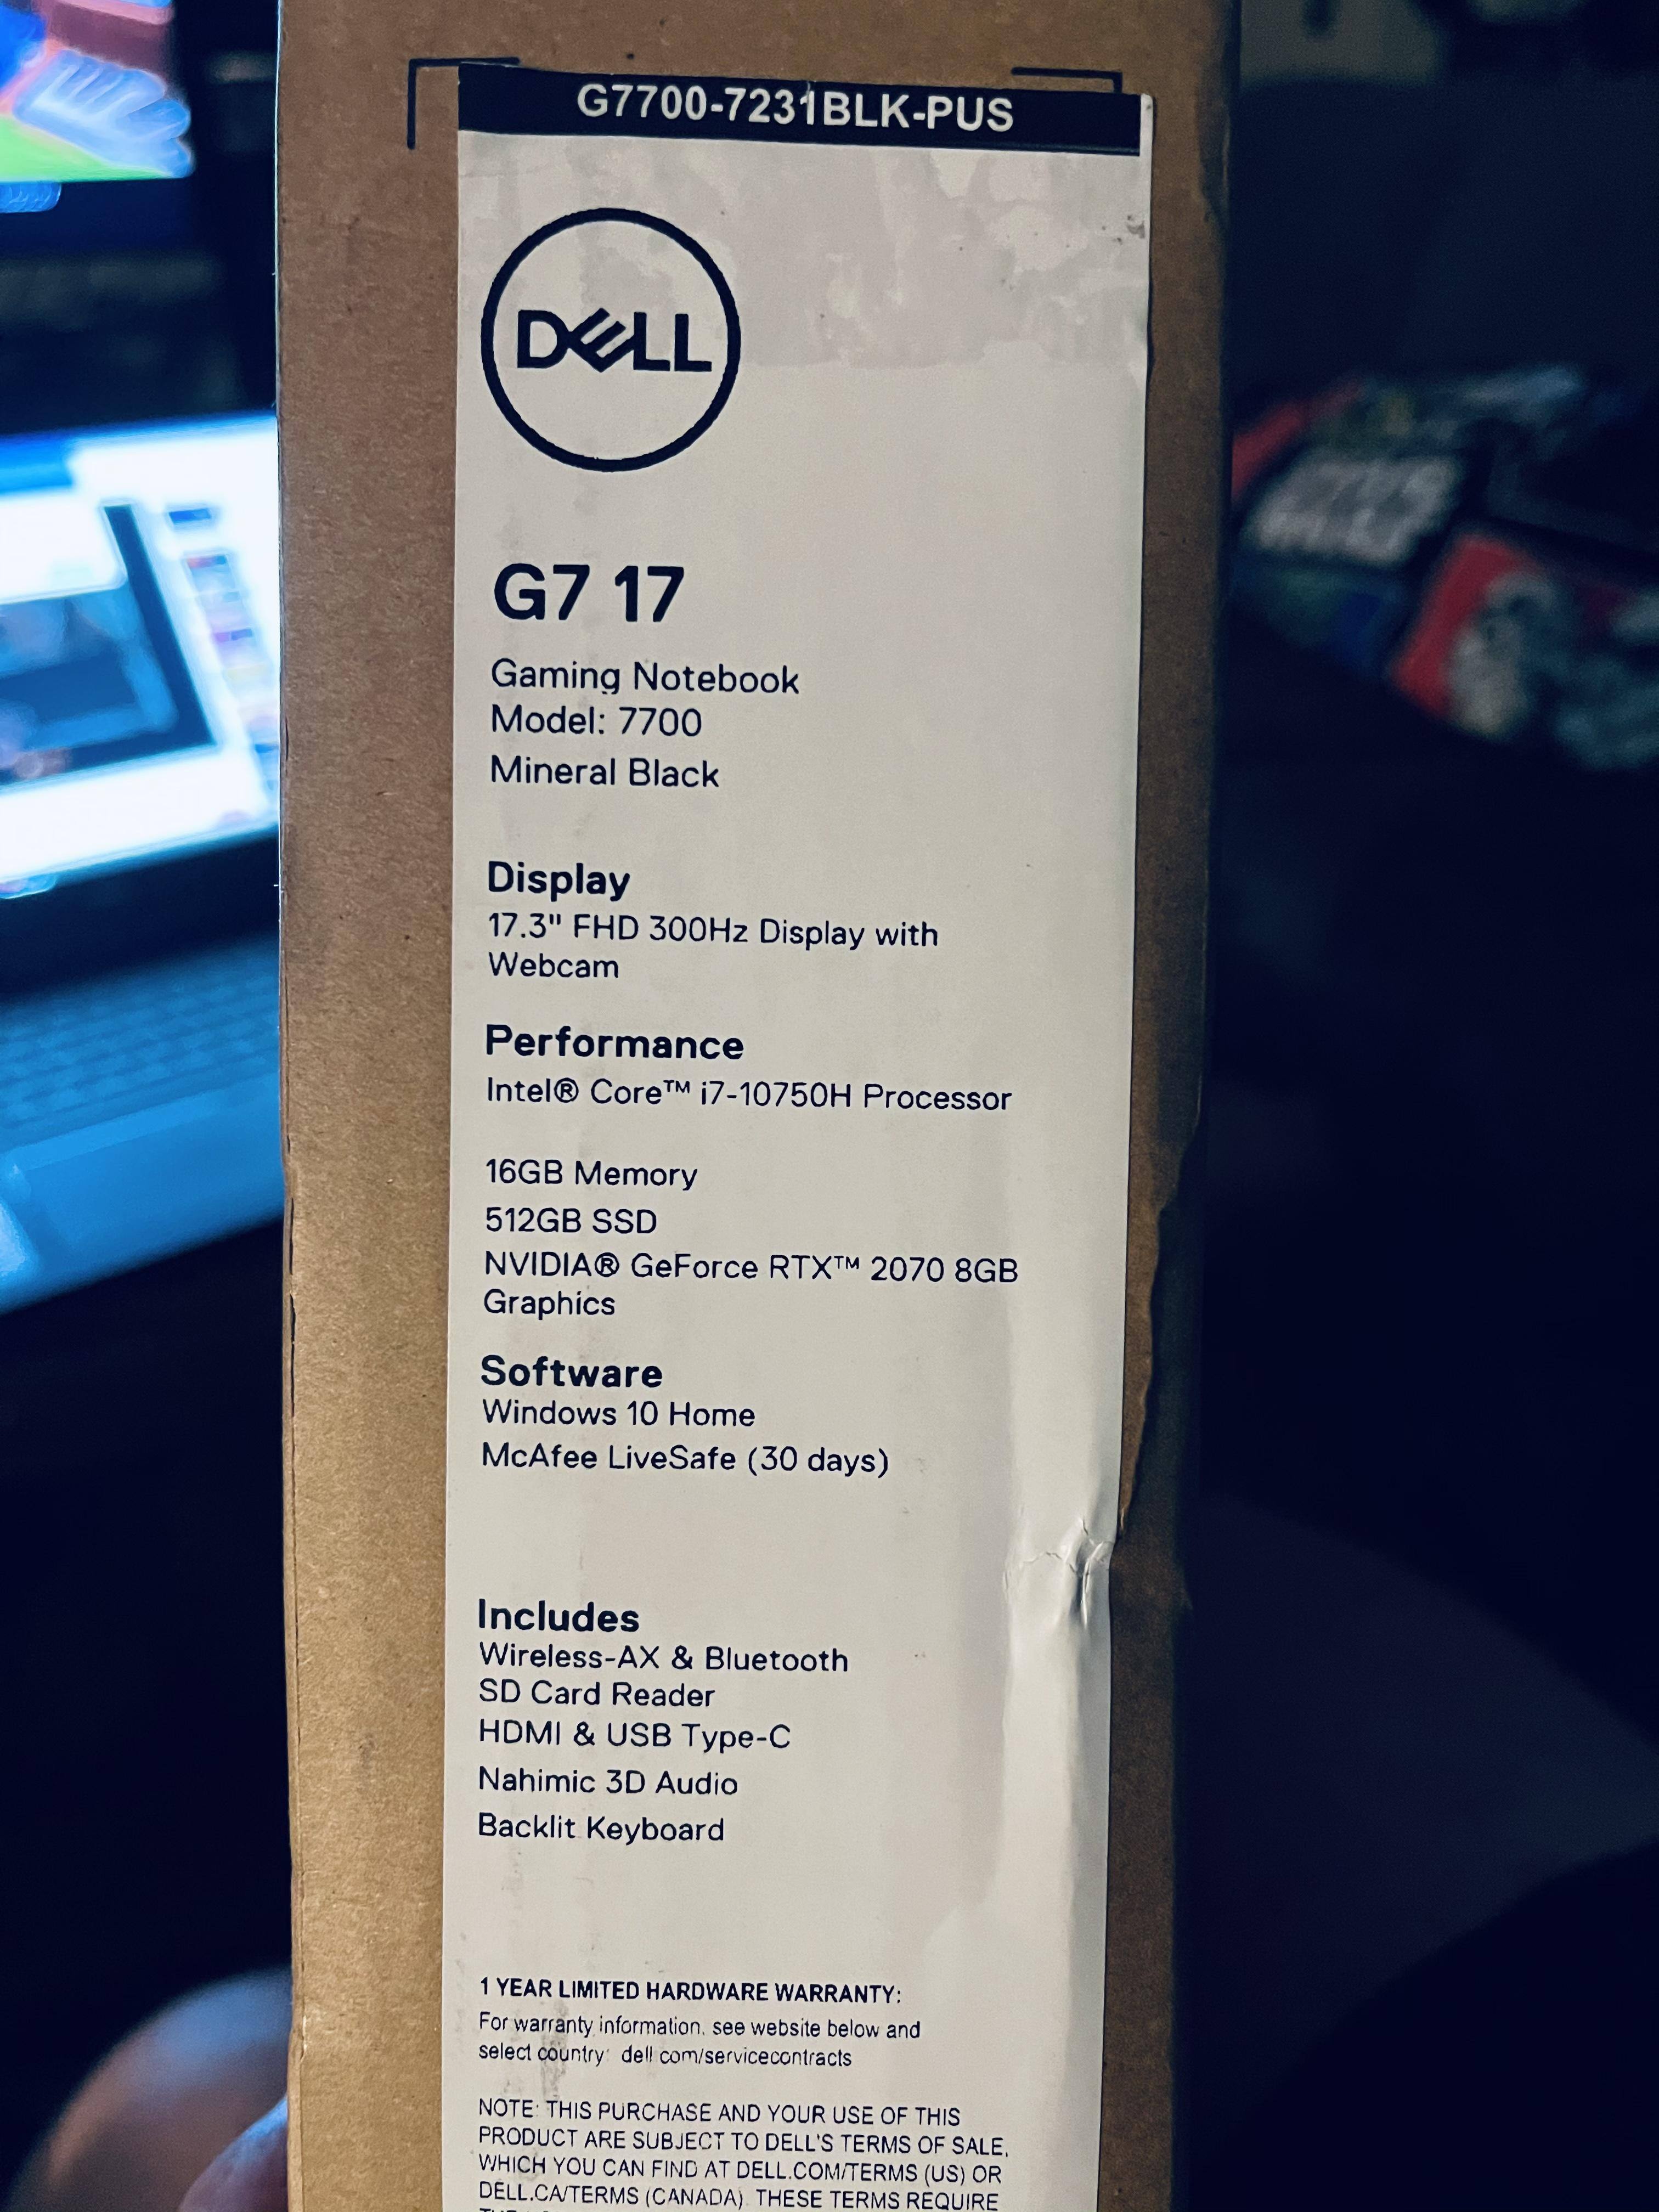 G7700-7231BLK-PUS
DELL
G7 17
Gaming Notebook
Model: 7700
Mineral Black
Display
17.3" FHD 300Hz Display with
Webcam
Performance
Intel® Core™ i7-10750H Processor
16GB Memory
512GB SSD
NVIDIA® GeForce RTX™ 2070 8GB
Graphics
Software
Windows 10 Home
McAfee LiveSafe (30 days)
Includes
Wireless-AX & Bluetooth
SD Card Reader
HDMI & USB Type-C
Nahimic 3D Audio
Backlit Keyboard
1 YEAR LIMITED HARDWARE WARRANTY:
For warranty information, see website below and
select country: dell.com/servicecontracts
NOTE: THIS PURCHASE AND YOUR USE OF THIS
PRODUCT ARE SUBJECT TO DELL'S TERMS OF SALE,
WHICH YOU CAN FIND AT DELL.COM/TERMS (US) OR
DELL.CA/TERMS (CANADA). THESE TERMS REQUIRE